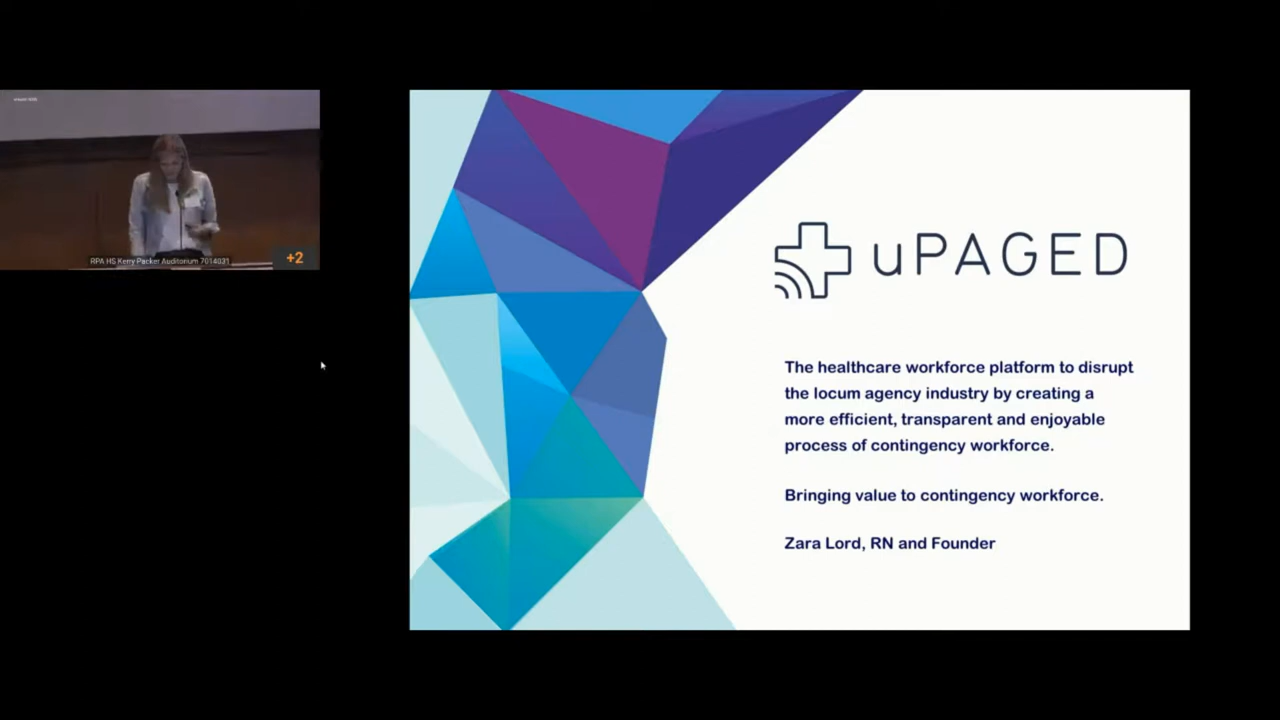 RPA HS Kerry Packer Auditorium 7014031
+2
uPAGED
The healthcare workforce platform to disrupt
the locum agency industry by creating a
more efficient, transparent and enjoyable
process of contingency workforce.
Bringing value to contingency workforce.
Zara Lord, RN and Founder